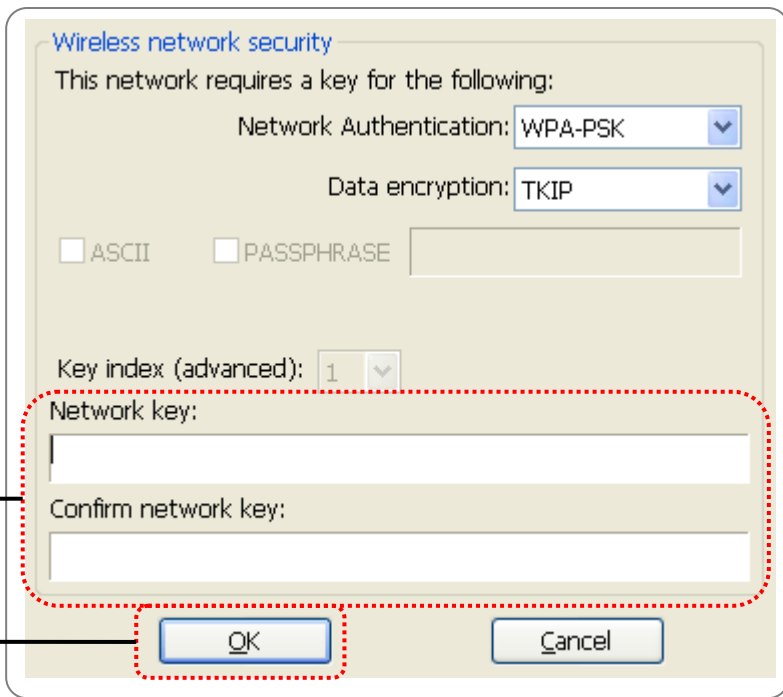 Wireless network security
This network requires a key for the following:
Network Authentication: WPA-PSK
Data encryption: TKIP
ASCII PASSPHRASE
Key index (advanced): 1
Network key:
Confirm network key:
OK Cancel